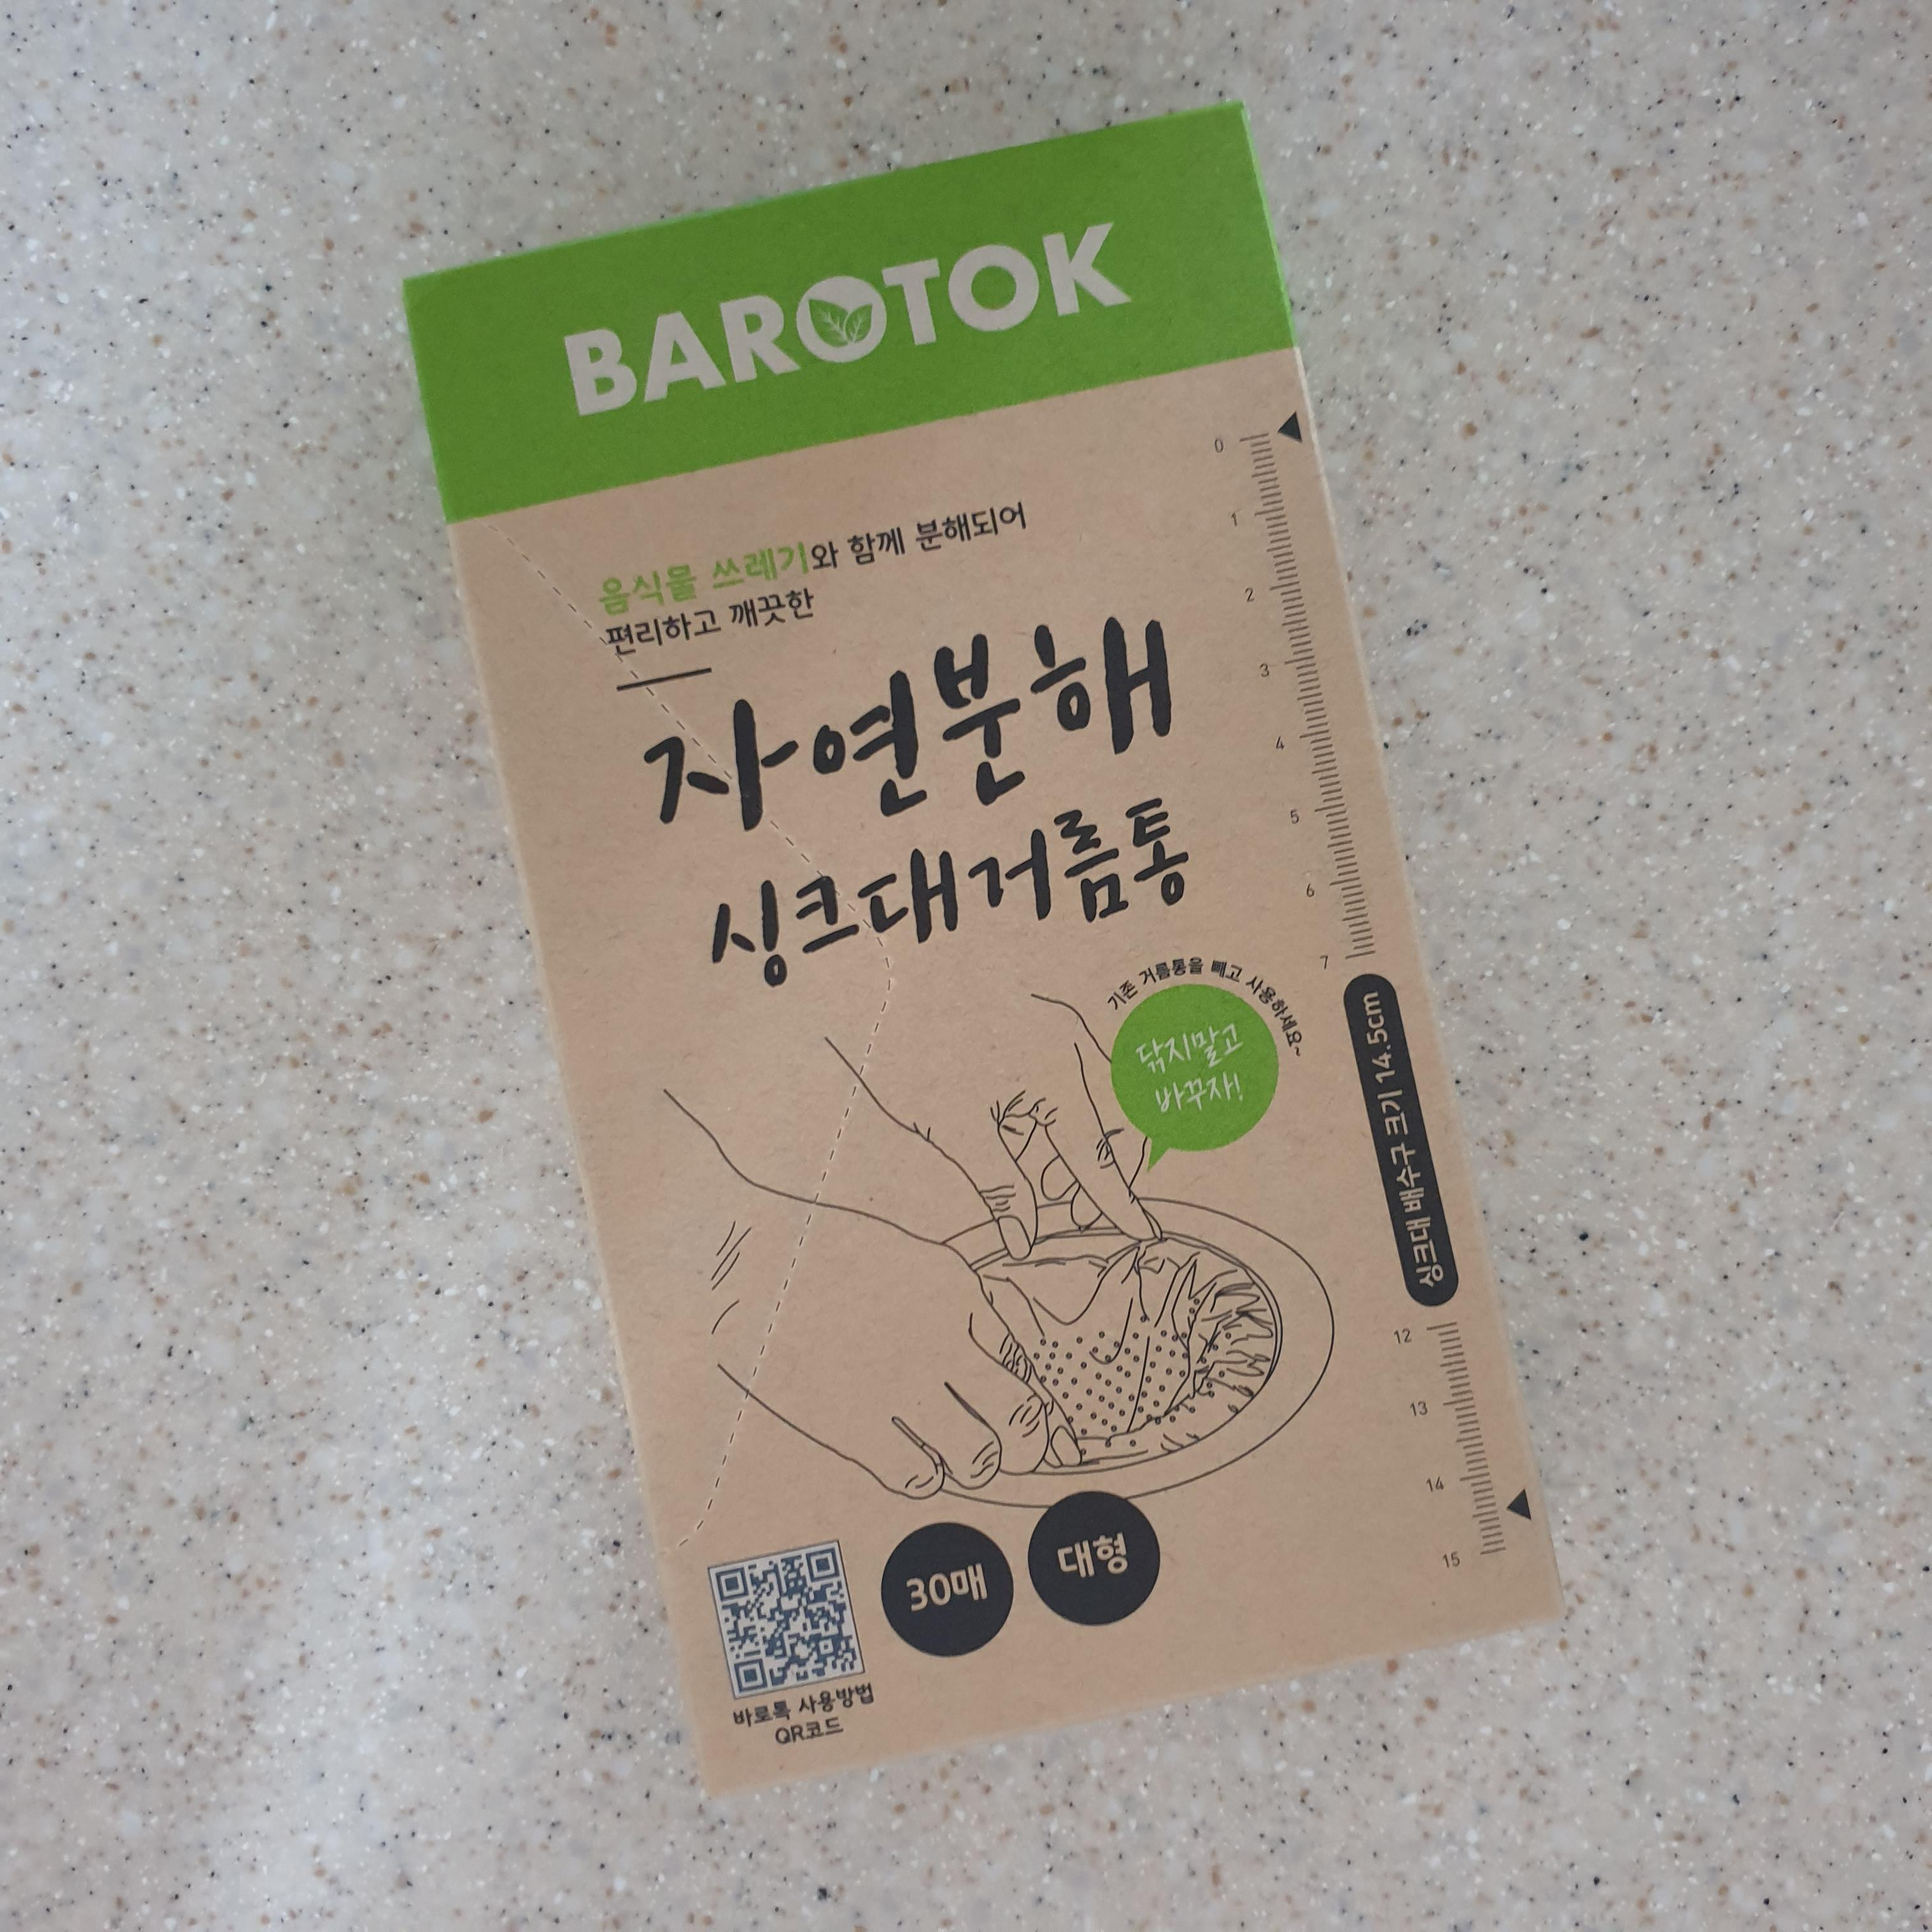 BAROTOK
음식물 쓰레기와 함께 분해되어
편리하고 깨끗한
자연분해
싱크대거름통
기존 거름통을 빼고 사용하세요~
닦지말고
바꾸자!
0
1
2
3
4
5
6
7
싱크대 배수구 크기 14.5cm
12
13
14
15
30매
대형
바로톡 사용방법
QR코드